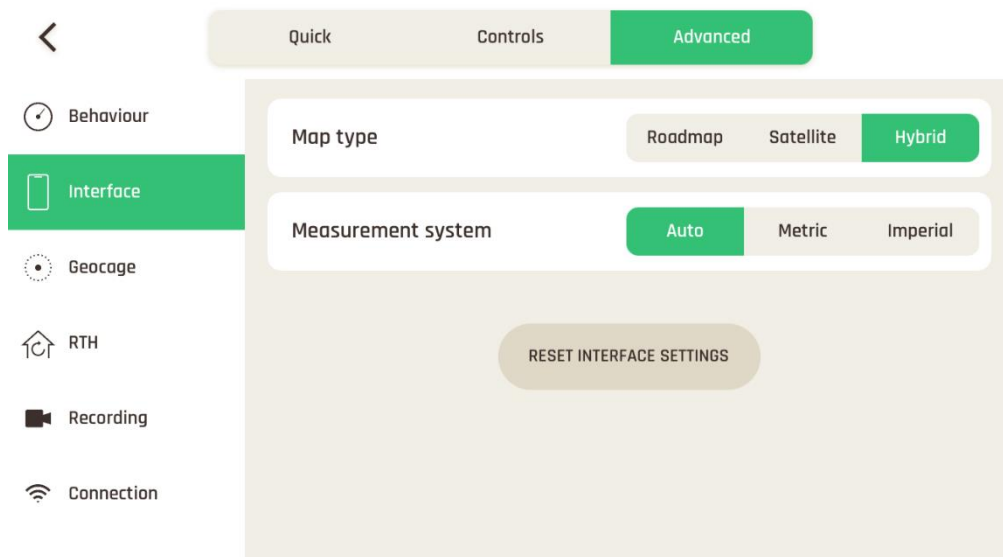 Quick Controls Advanced
Behaviour
Interface
Geocage
RTH
Recording
Connection
Map type Roadmap Satellite Hybrid
Measurement system Auto Metric Imperial
RESET INTERFACE SETTINGS